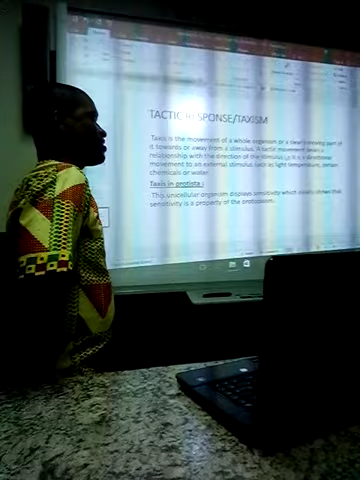 TACTIC RESPONSE/TAXISM
Taxis is the movement of a whole organism or a freely moving part of
it towards or away from a stimulus. A tactic movement bears a
relationship with the direction of the stimulus i.e. it is a directional
movement to an external stimulus such as light temperature, certain
chemicals or water.
Taxis in protista :
This unicellular organism displays sensitivity which clearly shows that
sensitivity is a property of the protoplasm.